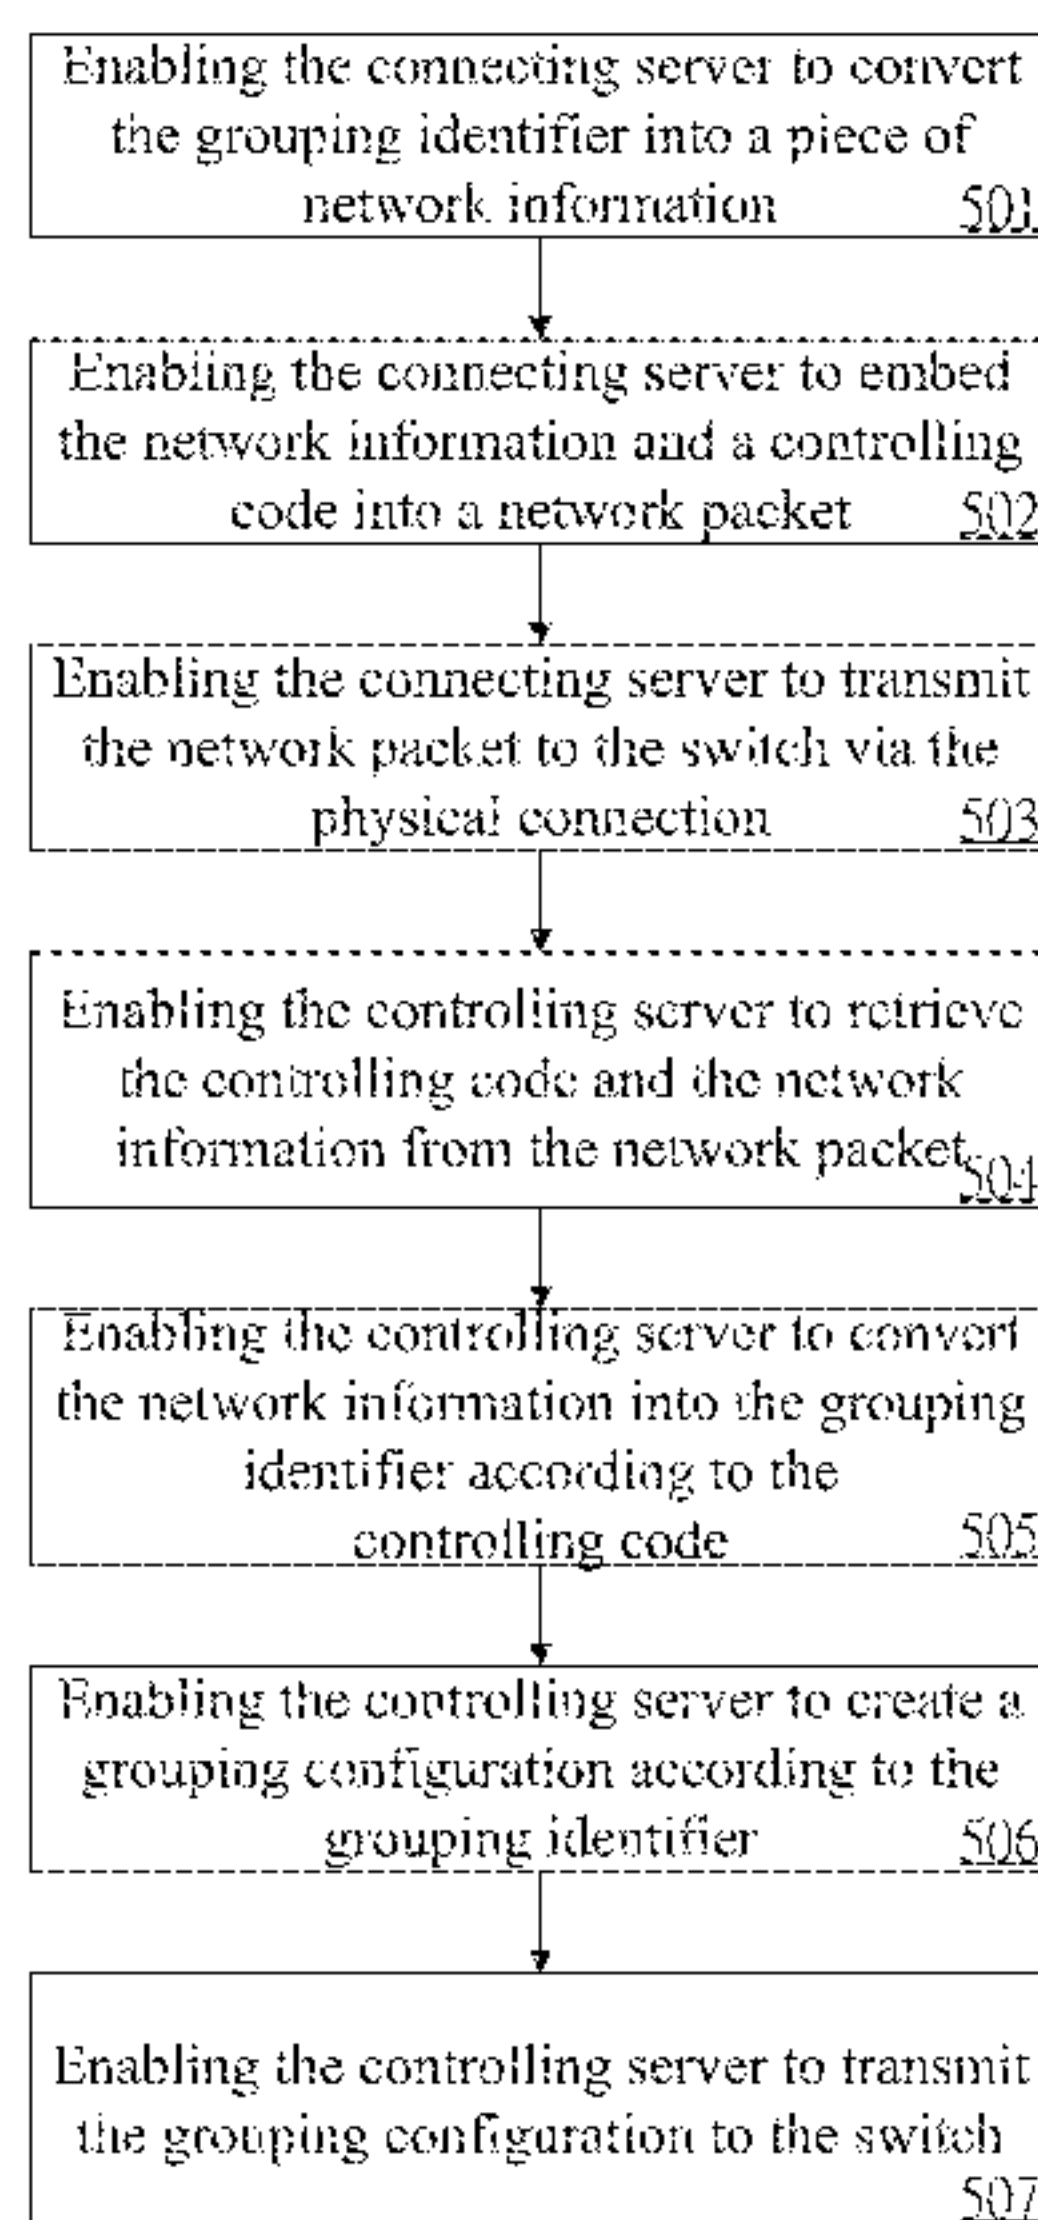 Enabling the connecting server to convert
the grouping identifier into a piece of
network information
501
Enabling the connecting server to embed
the network information and a controlling
code into a network packet
502
Enabling the connecting server to transmit
the network packet to the switch via the
physical connection
503
Enabling the controlling server to retrieve
the controlling code and the network
information from the network packet
504
Enabling the controlling server to convert
the network information into the grouping
identifier according to the
controlling code
505
Enabling the controlling server to create a
grouping configuration according to the
grouping identifier
506
Enabling the controlling server to transmit
the grouping configuration to the switch
507